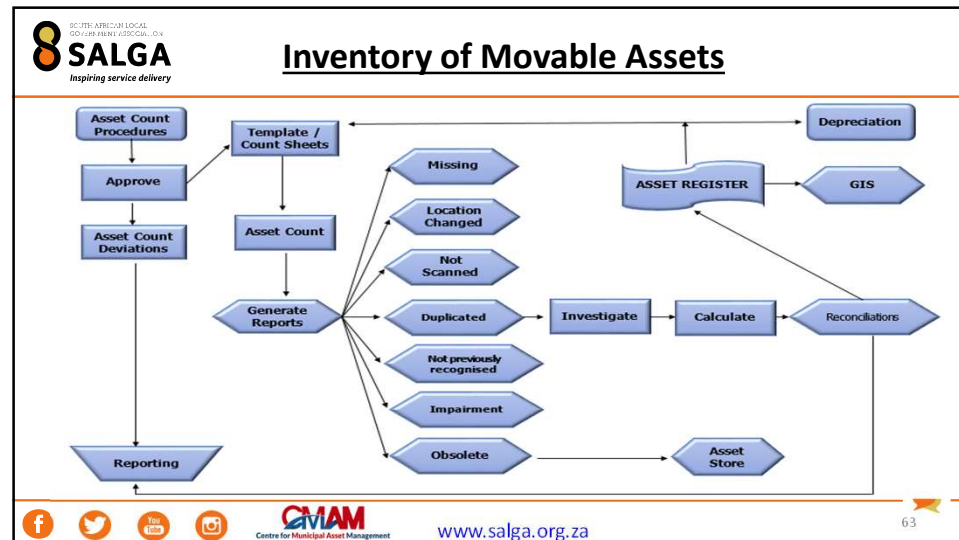 SOUTH AFRICAN LOCAL
GOVERNMENT ASSOCIATION
SALGA
Inspiring service delivery
Inventory of Movable Assets
Asset Count
Procedures
Approve
Asset Count
Deviations
Reporting
Template /
Count Sheets
Asset Count
Generate
Reports
Missing
Location
Changed
Not
Scanned
Duplicated
Not previously
recognised
Impairment
Obsolete
Investigate
Calculate
Reconciliations
Asset
Store
Depreciation
ASSET REGISTER
GIS
You
Tube
CMAM
Centre for Municipal Asset Management
www.salga.org.za
63